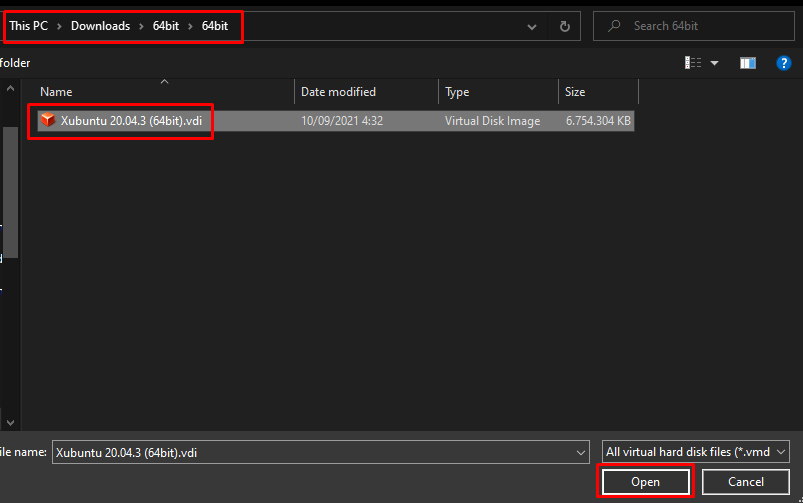 This PC > Downloads > 64bit > 64bit
Search 64bit
folder
Name Date modified Type Size
Xubuntu 20.04.3 (64bit).vdi 10/09/2021 4:32 Virtual Disk Image 6.754.304 KB
ile name: Xubuntu 20.04.3 (64bit).vdi All virtual hard disk files (*.vmd
Open Cancel